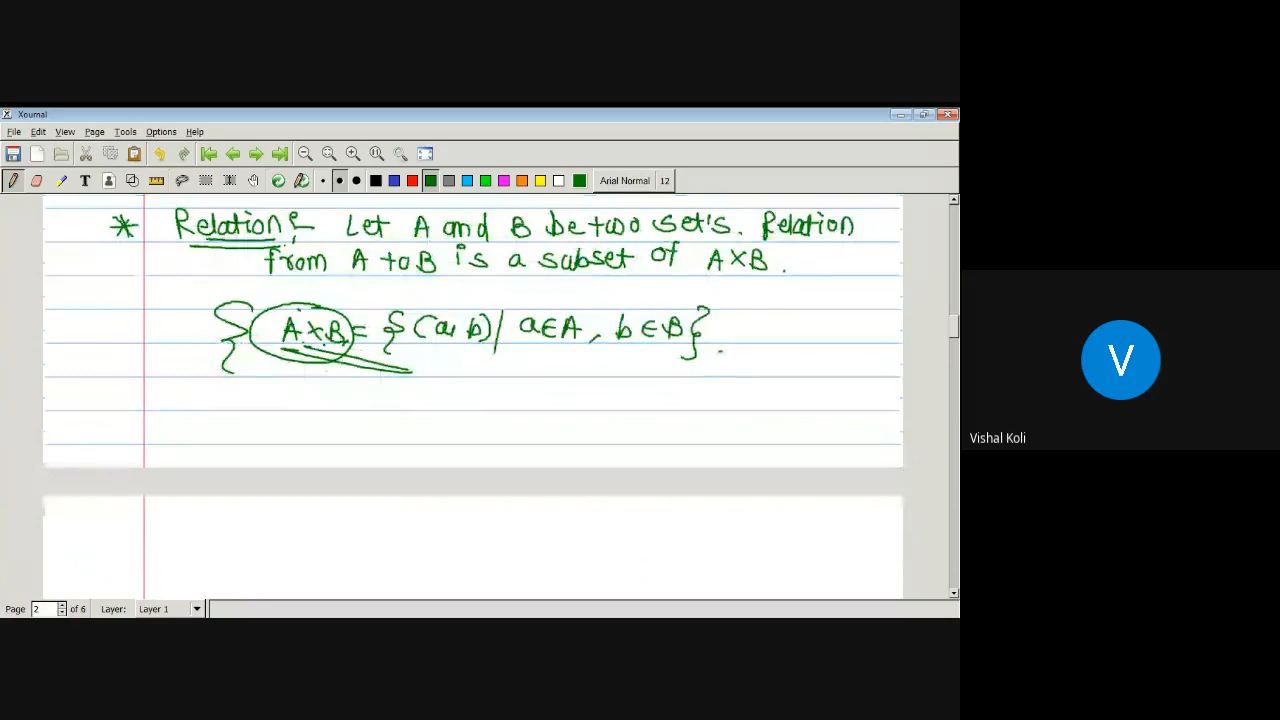 Xournal
File Edit View Page Tools Options Help
T Arial Normal 12
* Relation:- Let A and B be two set's. Relation
from A to B is a subset of A×B.
{ A×B = {(a, b) / a∈A, b∈B}.
V
Vishal Koli
Page 2 of 6 Layer: Layer 1